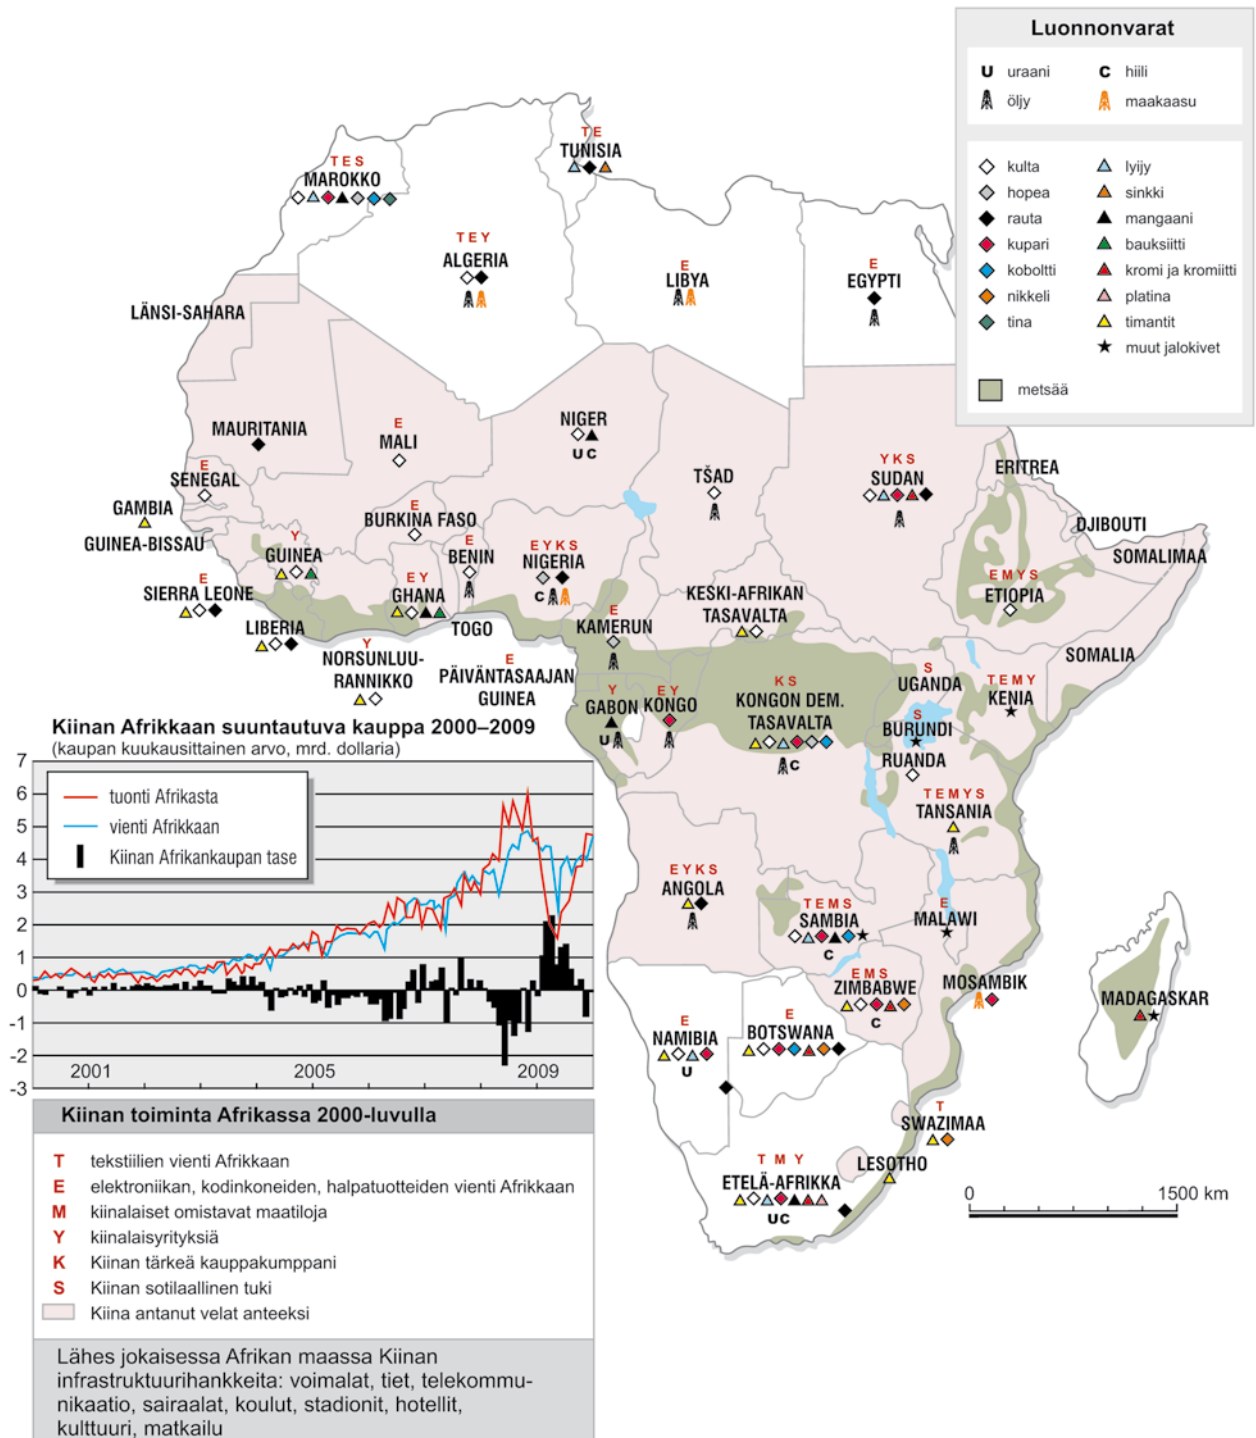 Luonnonvarat
U uraani
C hiili
öljy
maakaasu
kulta
lyijy
hopea
sinkki
rauta
mangaani
kupari
bauksiitti
koboltti
kromi ja kromiitti
nikkeli
platina
tina
timantit
muut jalokivet
metsää
T E
TUNISIA
T E S
MAROKKO
T E Y
ALGERIA
E
LIBYA
E
EGYPTI
LÄNSI-SAHARA
MAURITANIA
E
MALI
NIGER
U C
TŠAD
Y K S
SUDAN
ERITREA
E
SENEGAL
GAMBIA
GUINEA-BISSAU
E
BURKINA FASO
DJIBOUTI
SOMALIMAA
Y
GUINEA
E
BENIN
E Y K S
NIGERIA
C
E
SIERRA LEONE
E Y
GHANA
E M Y S
ETIOPIA
KESKI-AFRIKAN
TASAVALTA
LIBERIA
TOGO
E
KAMERUN
Y
NORSUNLUU-
RANNIKKO
E
PÄIVÄNTASAAJAN
GUINEA
SOMALIA
S
UGANDA
T E M Y
KENIA
Y
GABON
U
E Y
KONGO
K S
KONGON DEM.
TASAVALTA
C
S
BURUNDI
RUANDA
T E M Y S
TANSANIA
E Y K S
ANGOLA
T E M S
SAMBIA
C
E
MALAWI
E M S
ZIMBABWE
C
MOSAMBIK
MADAGASKAR
E
NAMIBIA
U
E
BOTSWANA
T
SWAZIMAA
LESOTHO
T M Y
ETELÄ-AFRIKKA
U C
0 1500 km
Kiinan Afrikkaan suuntautuva kauppa 2000–2009
(kaupan kuukausittainen arvo, mrd. dollaria)
7
6
5
4
3
2
1
0
-1
-2
-3
tuonti Afrikasta
vienti Afrikkaan
Kiinan Afrikankaupan tase
2001 2005 2009
Kiinan toiminta Afrikassa 2000-luvulla
T tekstiilien vienti Afrikkaan
E elektroniikan, kodinkoneiden, halpatuotteiden vienti Afrikkaan
M kiinalaiset omistavat maatiloja
Y kiinalaisyrityksiä
K Kiinan tärkeä kauppakumppani
S Kiinan sotilaallinen tuki
Kiina antanut velat anteeksi
Lähes jokaisessa Afrikan maassa Kiinan
infrastruktuurihankkeita: voimalat, tiet, telekommu-
nikaatio, sairaalat, koulut, stadionit, hotellit,
kulttuuri, matkailu